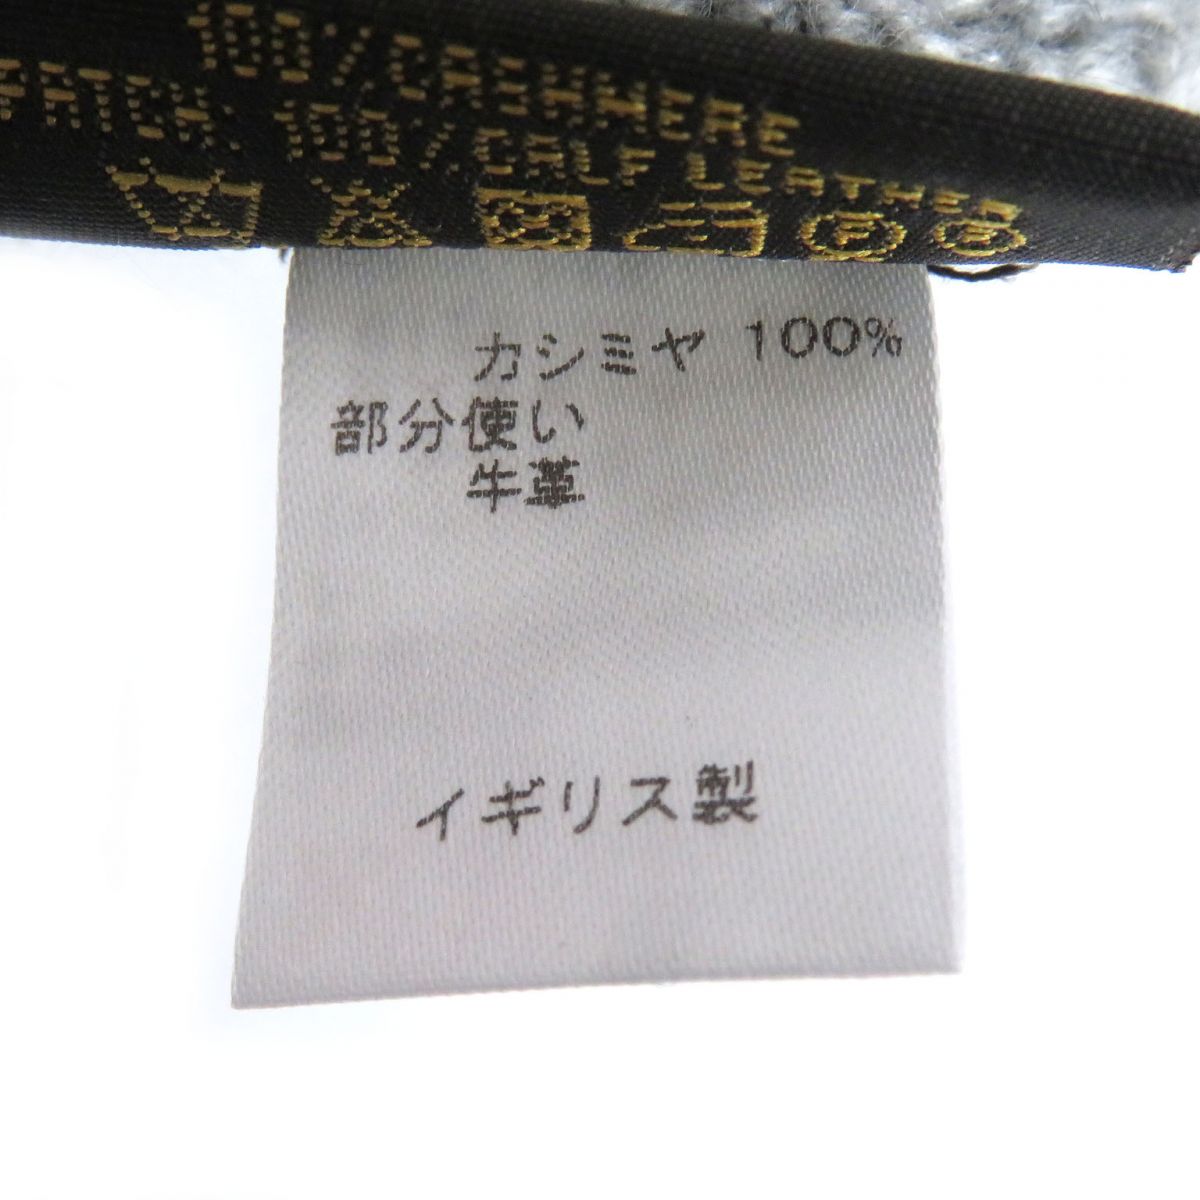 100%CASHMERE
PATCH 100%CALF LEATHER
F P
カシミヤ 100%
部分使い
牛革
イギリス製